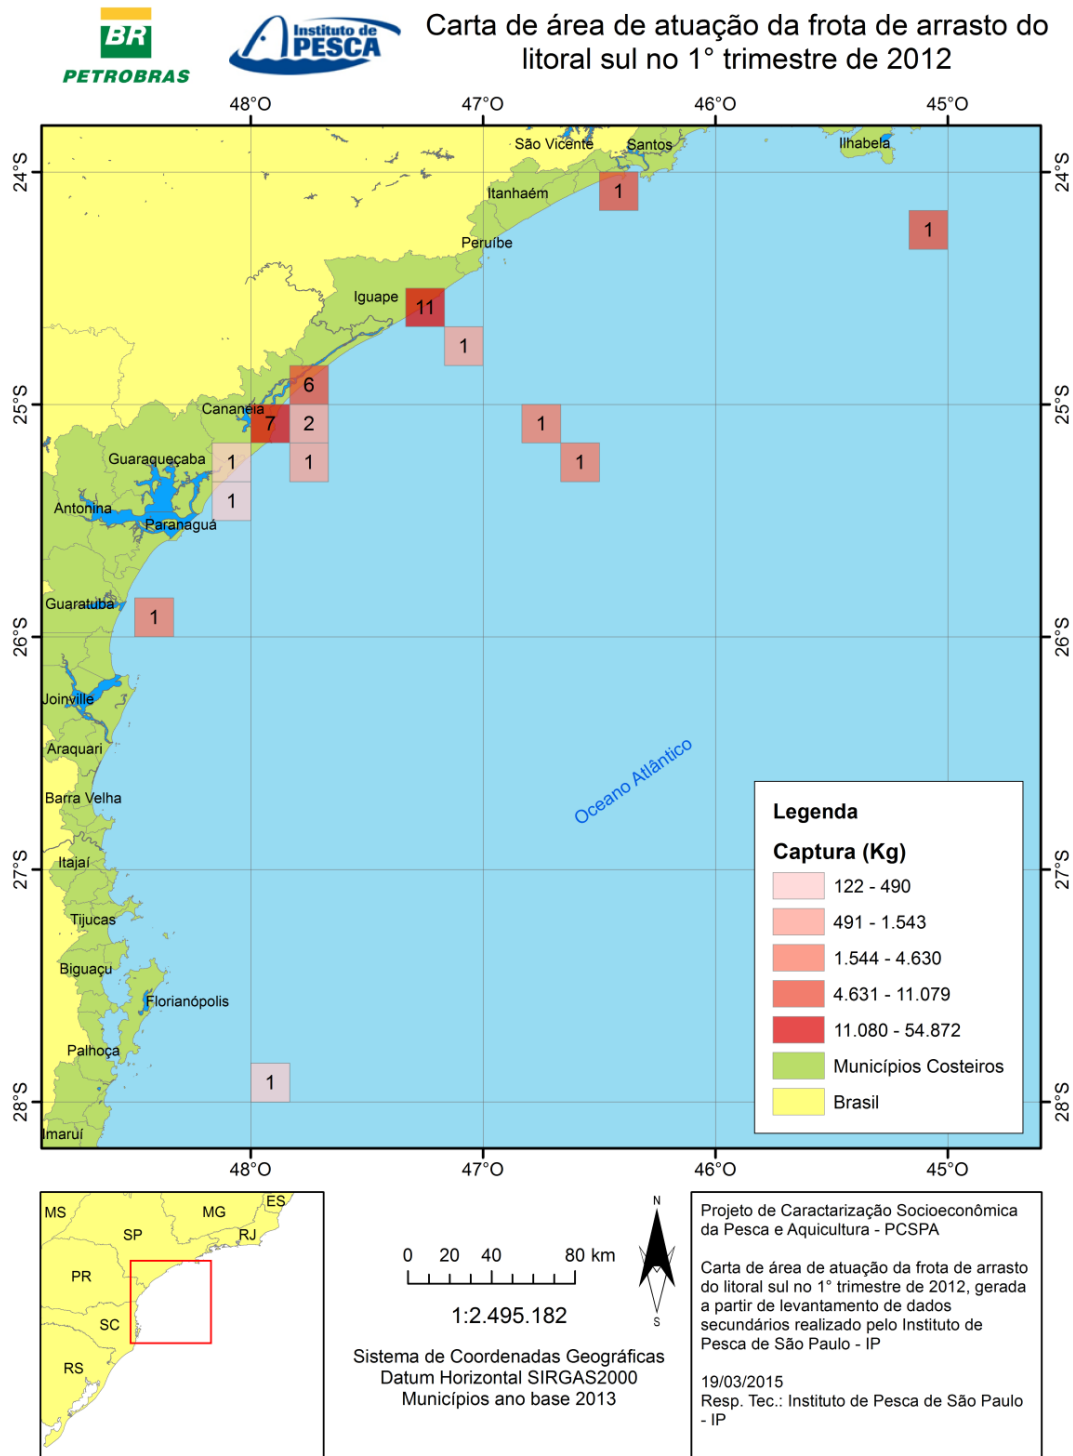 BR
PETROBRAS
Instituto de
PESCA
Carta de área de atuação da frota de arrasto do
litoral sul no 1° trimestre de 2012
48°O 47°O 46°O 45°O
24°S 24°S
25°S 25°S
26°S 26°S
27°S 27°S
28°S 28°S
São Vicente
Santos
Ilhabela
Itanhaém
1
1
Peruíbe
Iguape
11
1
6
Cananéia
7
2
1
Guaraqueçaba
1
1
1
1
Antonina
Paranaguá
Guaratuba
1
Joinville
Araquari
Barra Velha
Itajaí
Tijucas
Biguaçu
Florianópolis
Palhoça
1
Imaruí
Oceano Atlântico
Legenda
Captura (Kg)
122 - 490
491 - 1.543
1.544 - 4.630
4.631 - 11.079
11.080 - 54.872
Municípios Costeiros
Brasil
48°O 47°O 46°O 45°O
MS
MG
ES
SP
RJ
PR
SC
RS
0 20 40 80 km
1:2.495.182
N
S
Sistema de Coordenadas Geográficas
Datum Horizontal SIRGAS2000
Municípios ano base 2013
Projeto de Caractarização Socioeconômica
da Pesca e Aquicultura - PCSPA
Carta de área de atuação da frota de arrasto
do litoral sul no 1° trimestre de 2012, gerada
a partir de levantamento de dados
secundários realizado pelo Instituto de
Pesca de São Paulo - IP
19/03/2015
Resp. Tec.: Instituto de Pesca de São Paulo
- IP